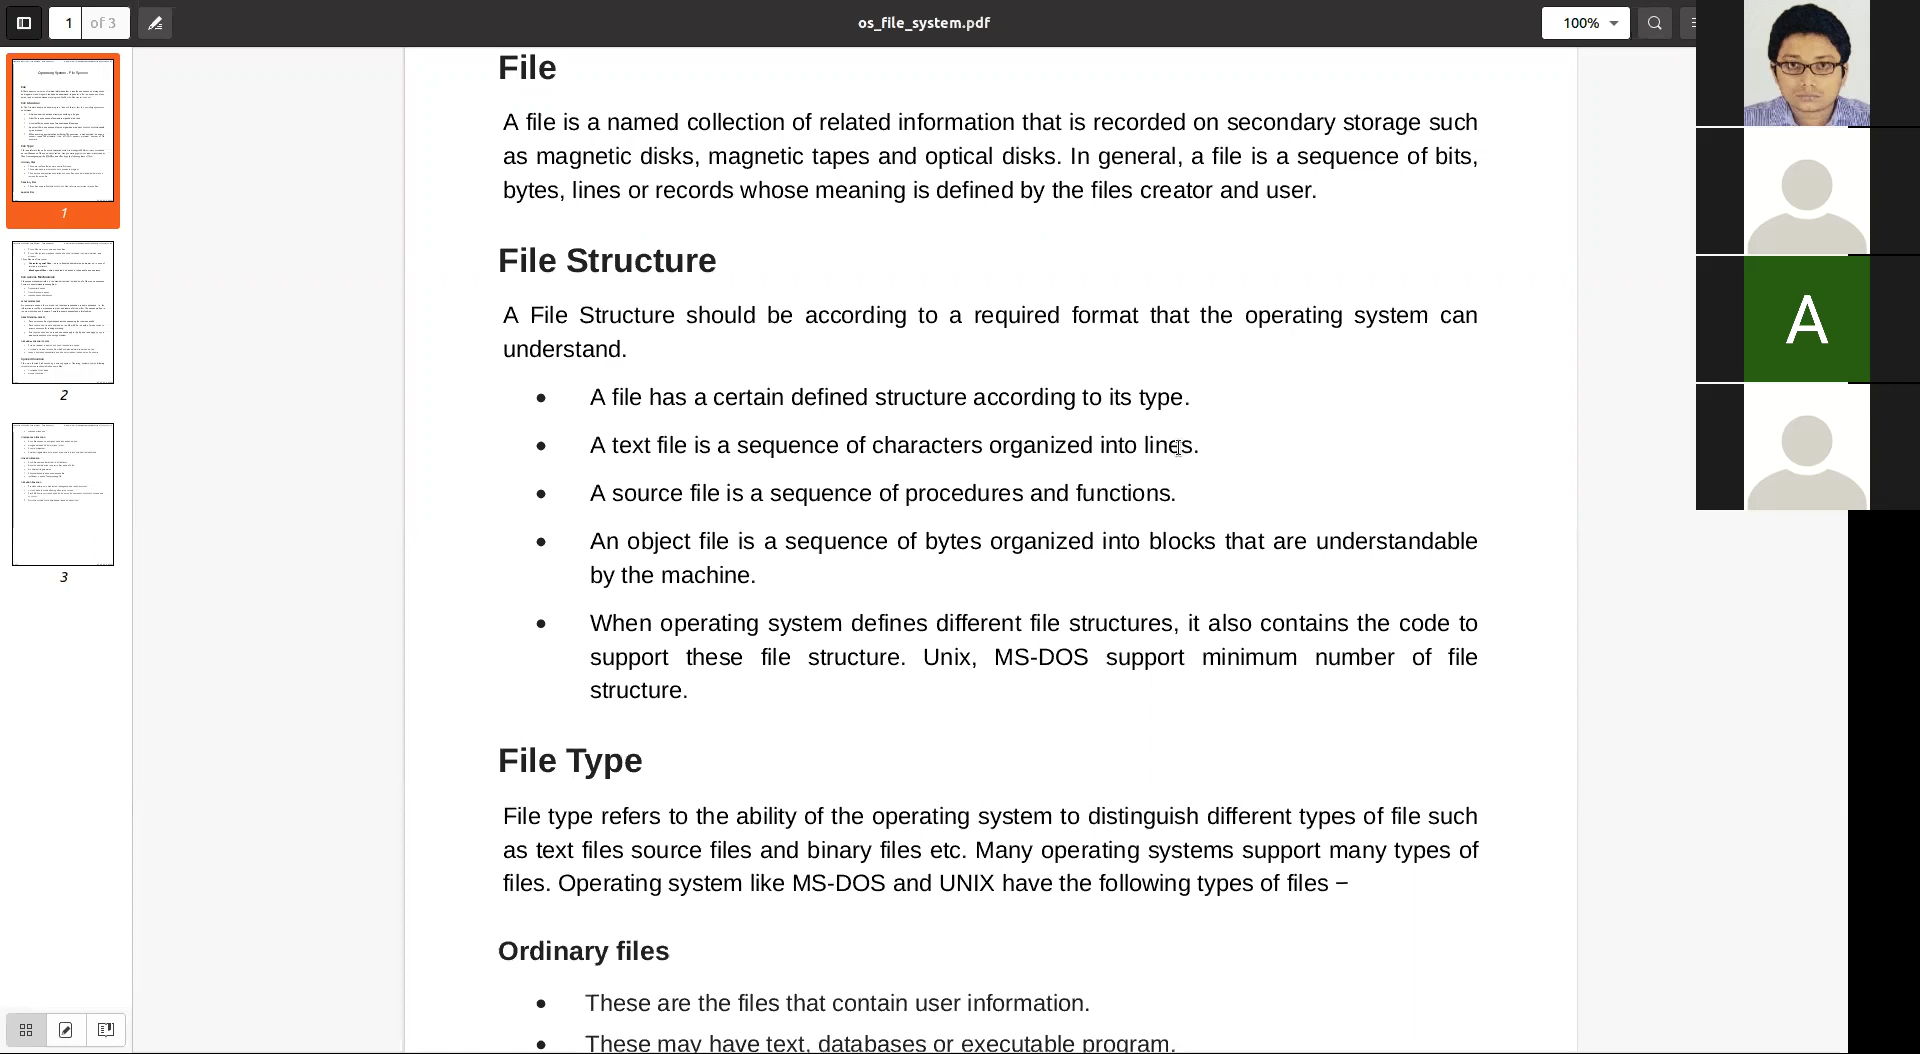 1 of 3
os_file_system.pdf
100%
File
A file is a named collection of related information that is recorded on secondary storage such
as magnetic disks, magnetic tapes and optical disks. In general, a file is a sequence of bits,
bytes, lines or records whose meaning is defined by the files creator and user.
File Structure
A File Structure should be according to a required format that the operating system can
understand.
• A file has a certain defined structure according to its type.
• A text file is a sequence of characters organized into lines.
• A source file is a sequence of procedures and functions.
• An object file is a sequence of bytes organized into blocks that are understandable
by the machine.
• When operating system defines different file structures, it also contains the code to
support these file structure. Unix, MS-DOS support minimum number of file
structure.
File Type
File type refers to the ability of the operating system to distinguish different types of file such
as text files source files and binary files etc. Many operating systems support many types of
files. Operating system like MS-DOS and UNIX have the following types of files −
Ordinary files
• These are the files that contain user information.
• These may have text, databases or executable program.
1
2
3
A